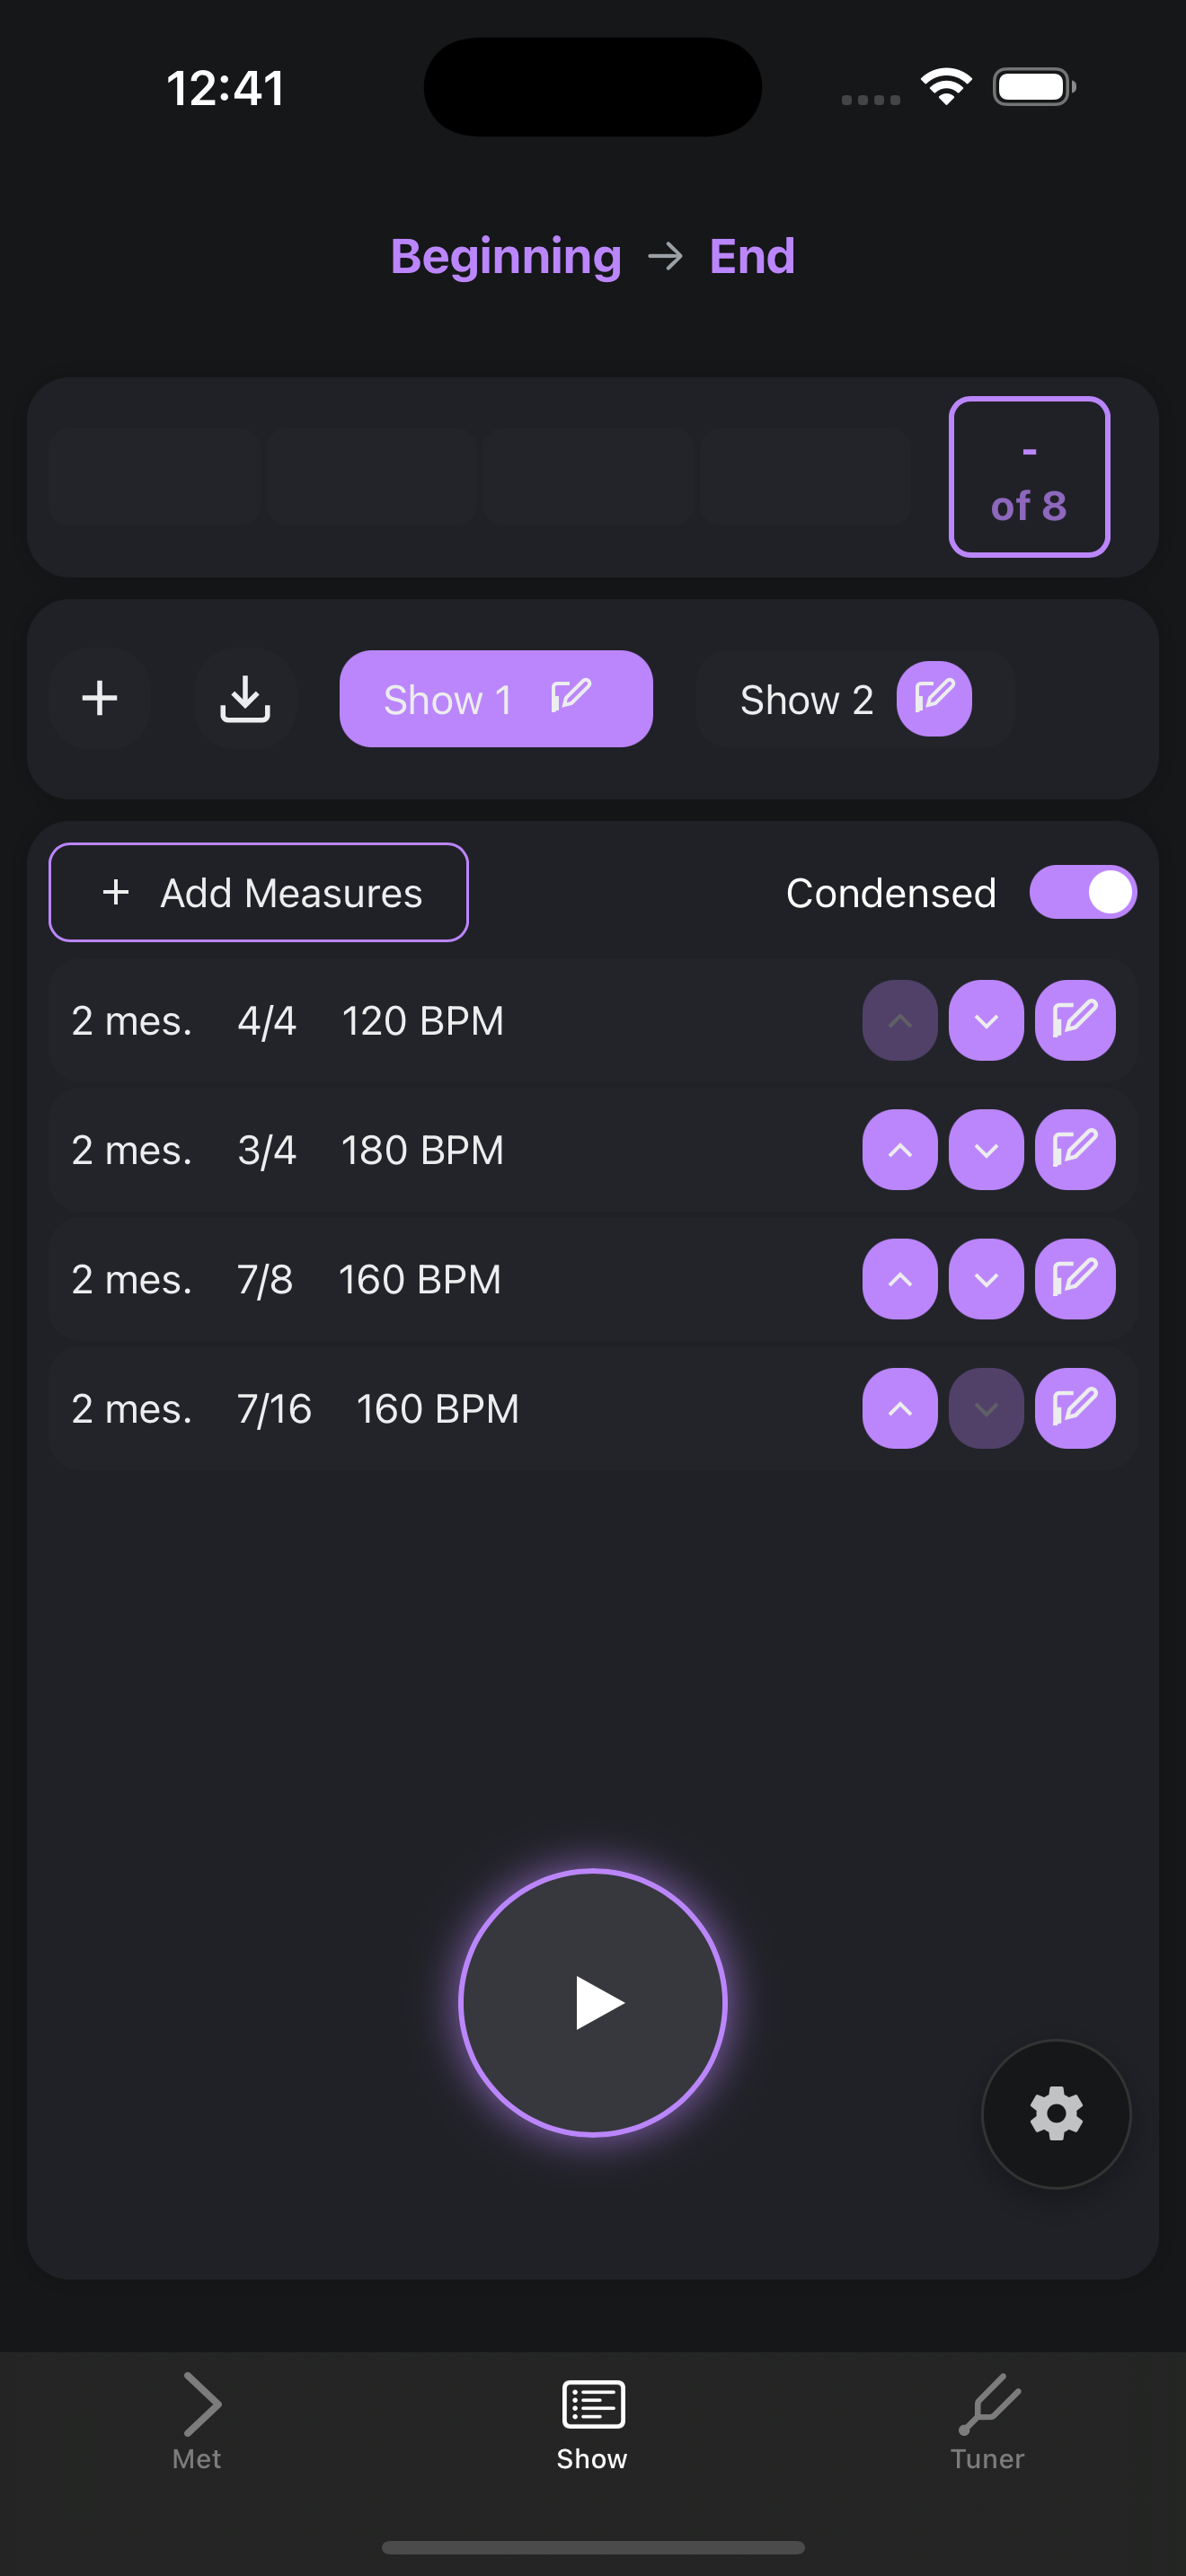 12:41
Beginning → End
-
of 8
Show 1
Show 2
+ Add Measures
Condensed
2 mes. 4/4 120 BPM
2 mes. 3/4 180 BPM
2 mes. 7/8 160 BPM
2 mes. 7/16 160 BPM
Met
Show
Tuner